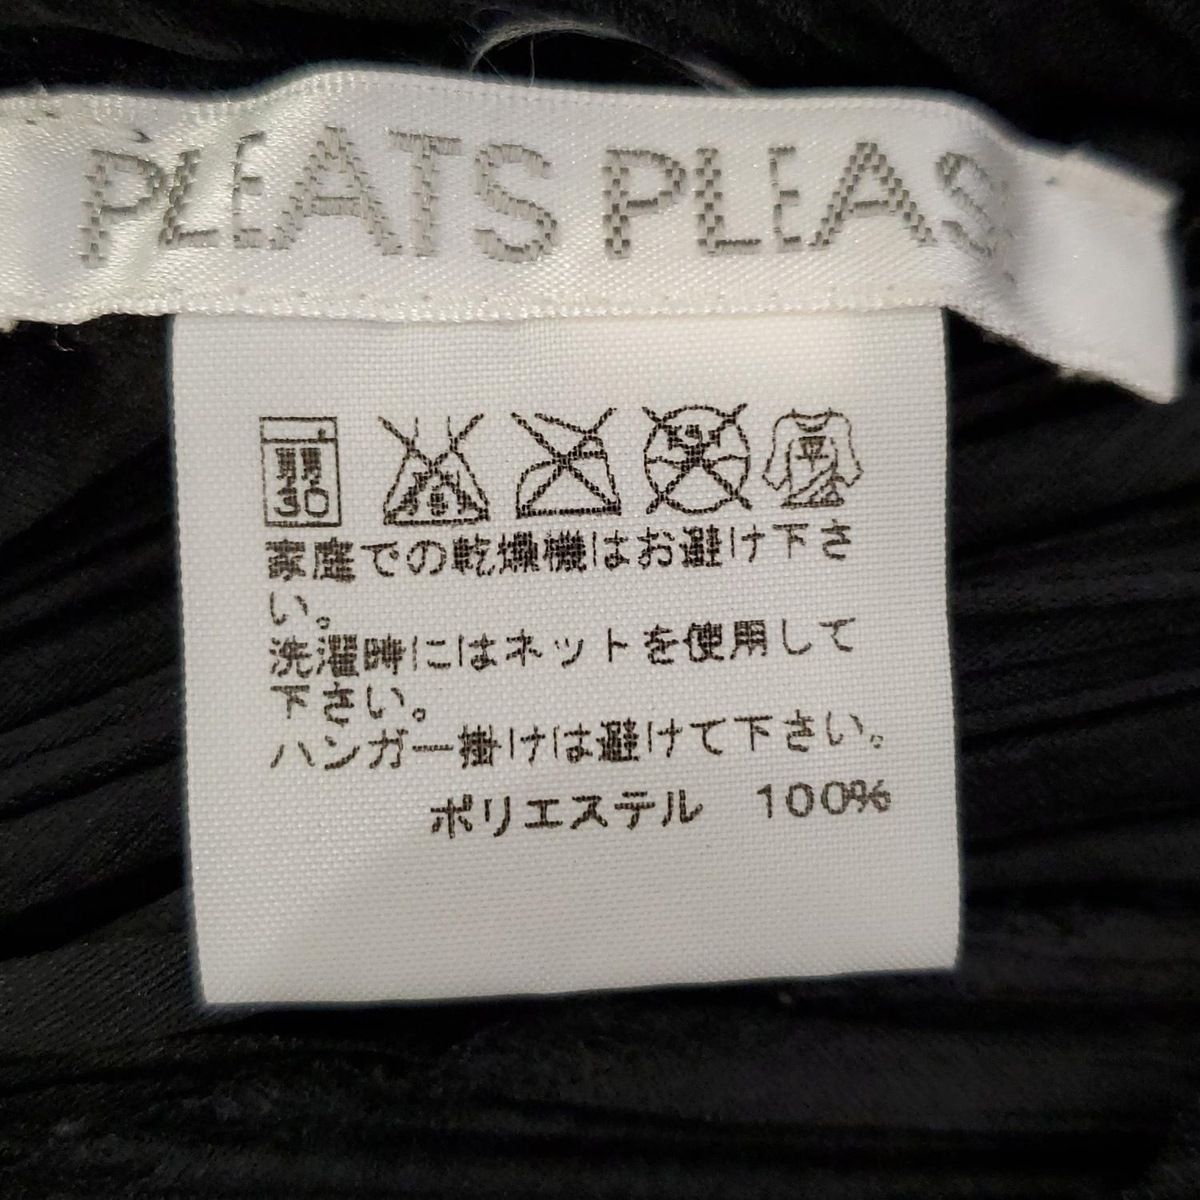 PLEATS PLEAS
弱
30
平
家庭での乾燥機はお避け下さ
い。
洗濯時にはネットを使用して
下さい。
ハンガー掛けは避けて下さい。
ポリエステル 100%